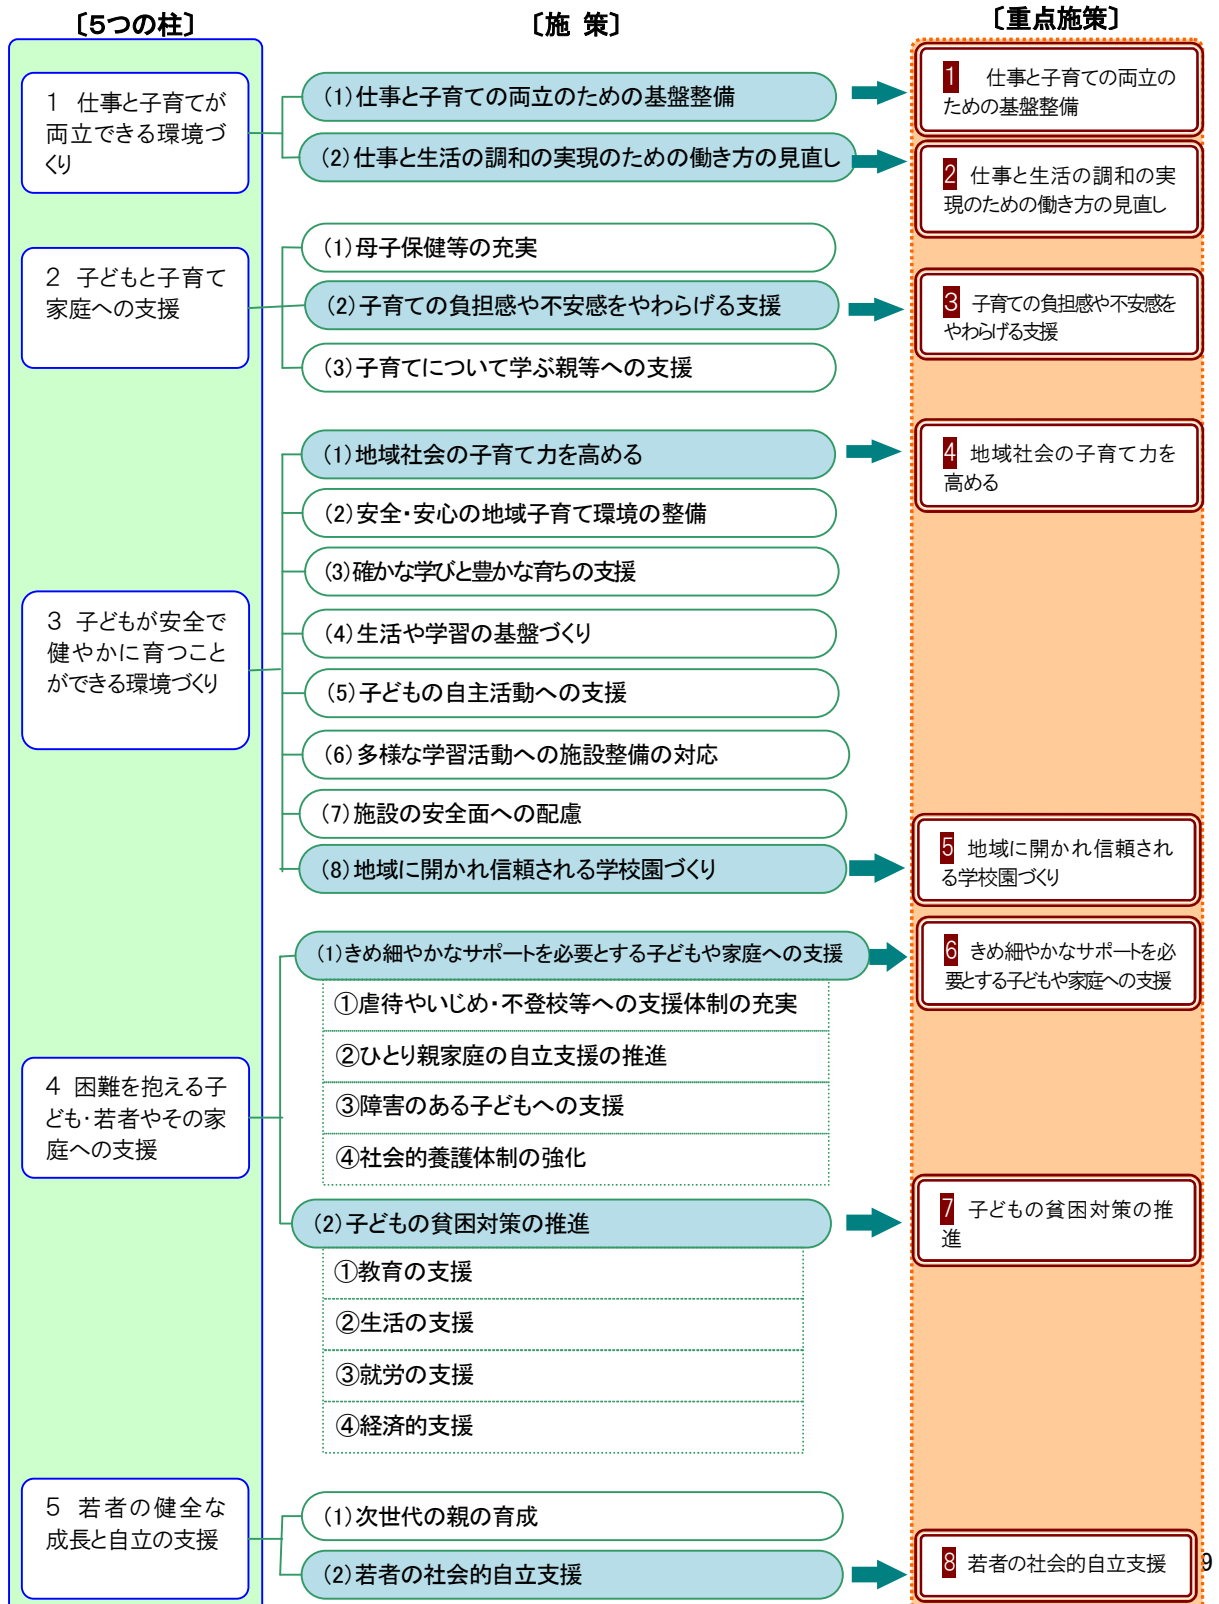 〔５つの柱〕
〔施 策〕
〔重点施策〕
１ 仕事と子育てが
両立できる環境づ
くり
(1)仕事と子育ての両立のための基盤整備
(2)仕事と生活の調和の実現のための働き方の見直し
1 仕事と子育ての両立の
ための基盤整備
2 仕事と生活の調和の実
現のための働き方の見直し
２ 子どもと子育て
家庭への支援
(1)母子保健等の充実
(2)子育ての負担感や不安感をやわらげる支援
(3)子育てについて学ぶ親等への支援
3 子育ての負担感や不安感を
やわらげる支援
３ 子どもが安全で
健やかに育つこと
ができる環境づくり
(1)地域社会の子育て力を高める
(2)安全・安心の地域子育て環境の整備
(3)確かな学びと豊かな育ちの支援
(4)生活や学習の基盤づくり
(5)子どもの自主活動への支援
(6)多様な学習活動への施設整備の対応
(7)施設の安全面への配慮
(8)地域に開かれ信頼される学校園づくり
4 地域社会の子育て力を
高める
5 地域に開かれ信頼され
る学校園づくり
４ 困難を抱える子
ども・若者やその家
庭への支援
(1)きめ細やかなサポートを必要とする子どもや家庭への支援
①虐待やいじめ・不登校等への支援体制の充実
②ひとり親家庭の自立支援の推進
③障害のある子どもへの支援
④社会的養護体制の強化
(2)子どもの貧困対策の推進
①教育の支援
②生活の支援
③就労の支援
④経済的支援
6 きめ細やかなサポートを必
要とする子どもや家庭への支援
7 子どもの貧困対策の推
進
５ 若者の健全な
成長と自立の支援
(1)次世代の親の育成
(2)若者の社会的自立支援
8 若者の社会的自立支援
9